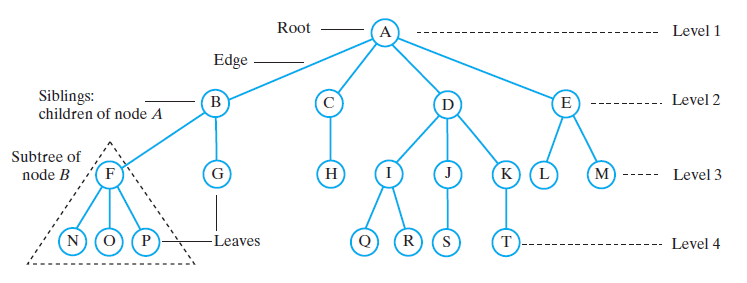 Root
A
Level 1
Edge
Siblings:
children of node A
B
C
D
E
Level 2
Subtree of
node B
F
G
H
I
J
K
L
M
Level 3
N
O
P
Leaves
Q
R
S
T
Level 4